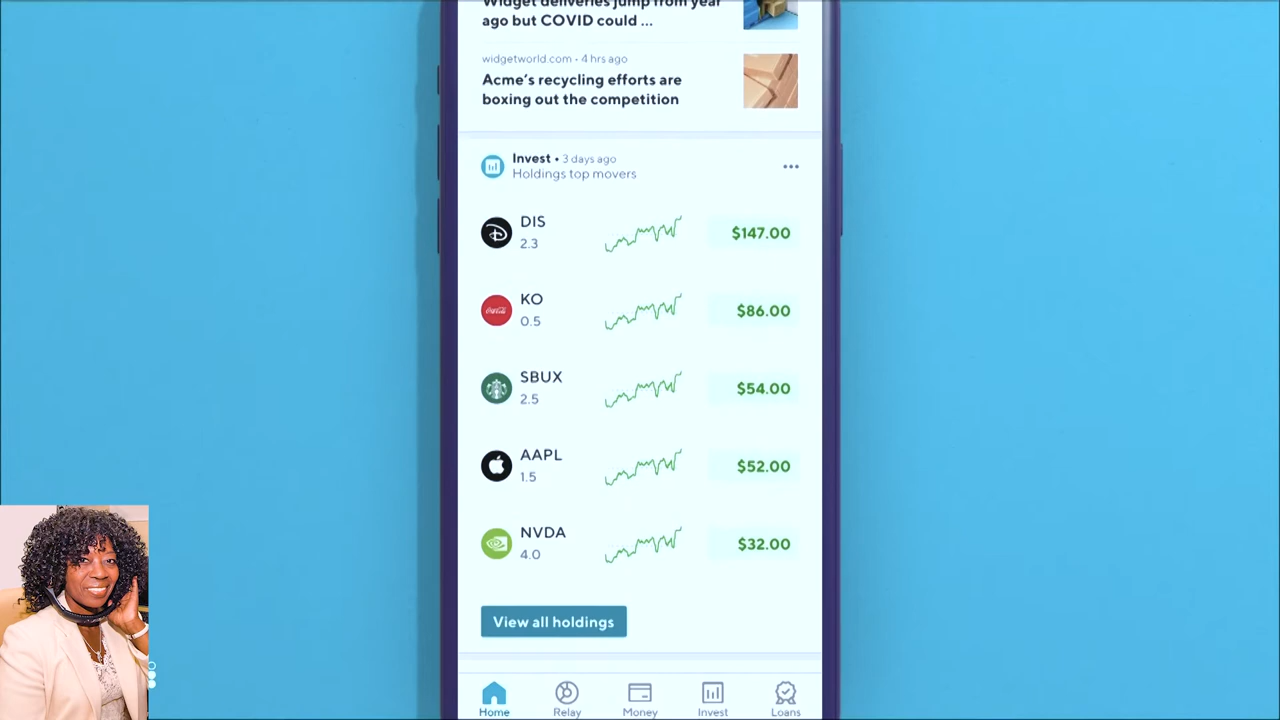 Widget deliveries jump from year
ago but COVID could ...
widgetworld.com • 4 hrs ago
Acme's recycling efforts are
boxing out the competition
Invest • 3 days ago
Holdings top movers
DIS
2.3
$147.00
KO
0.5
$86.00
SBUX
2.5
$54.00
AAPL
1.5
$52.00
NVDA
4.0
$32.00
View all holdings
Home
Relay
Money
Invest
Loans